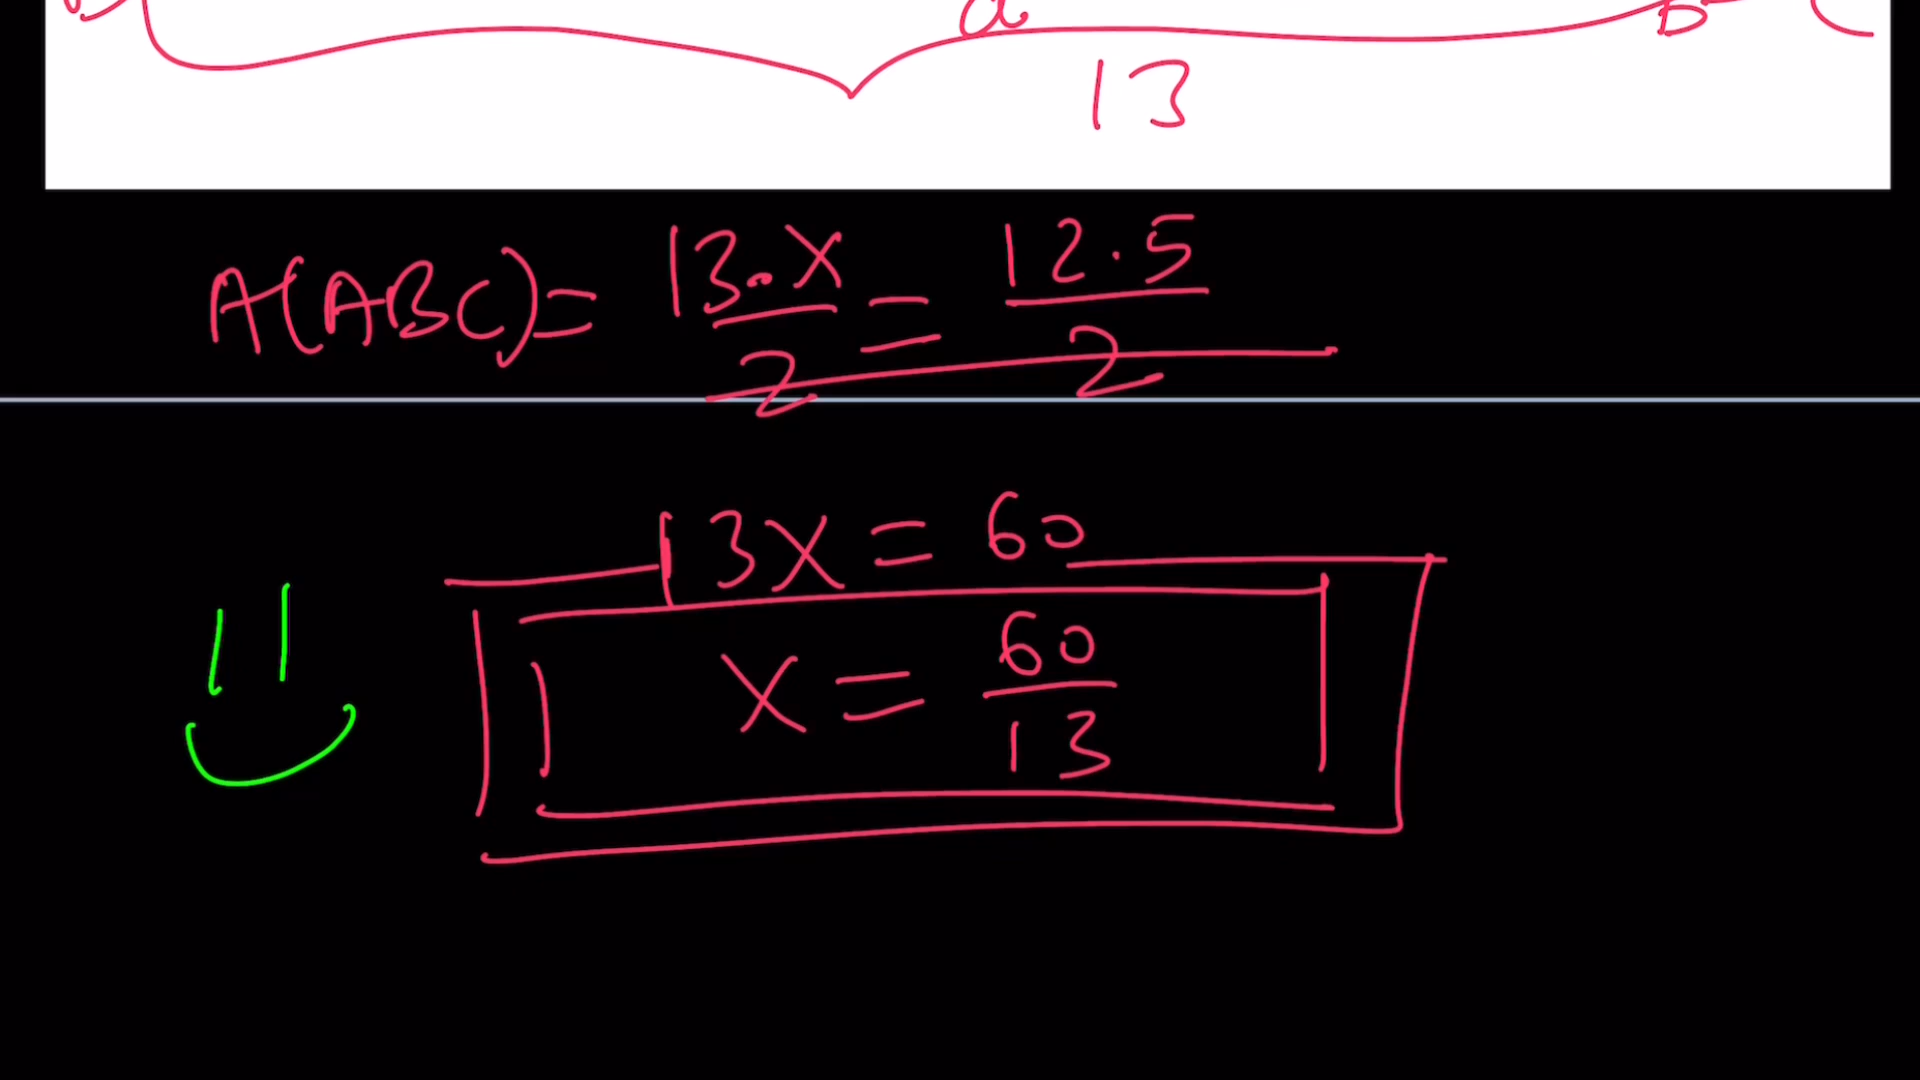 a
D
13
A(ABC) = 13·x/2 = 12·5/2
13x = 60
x = 60/13